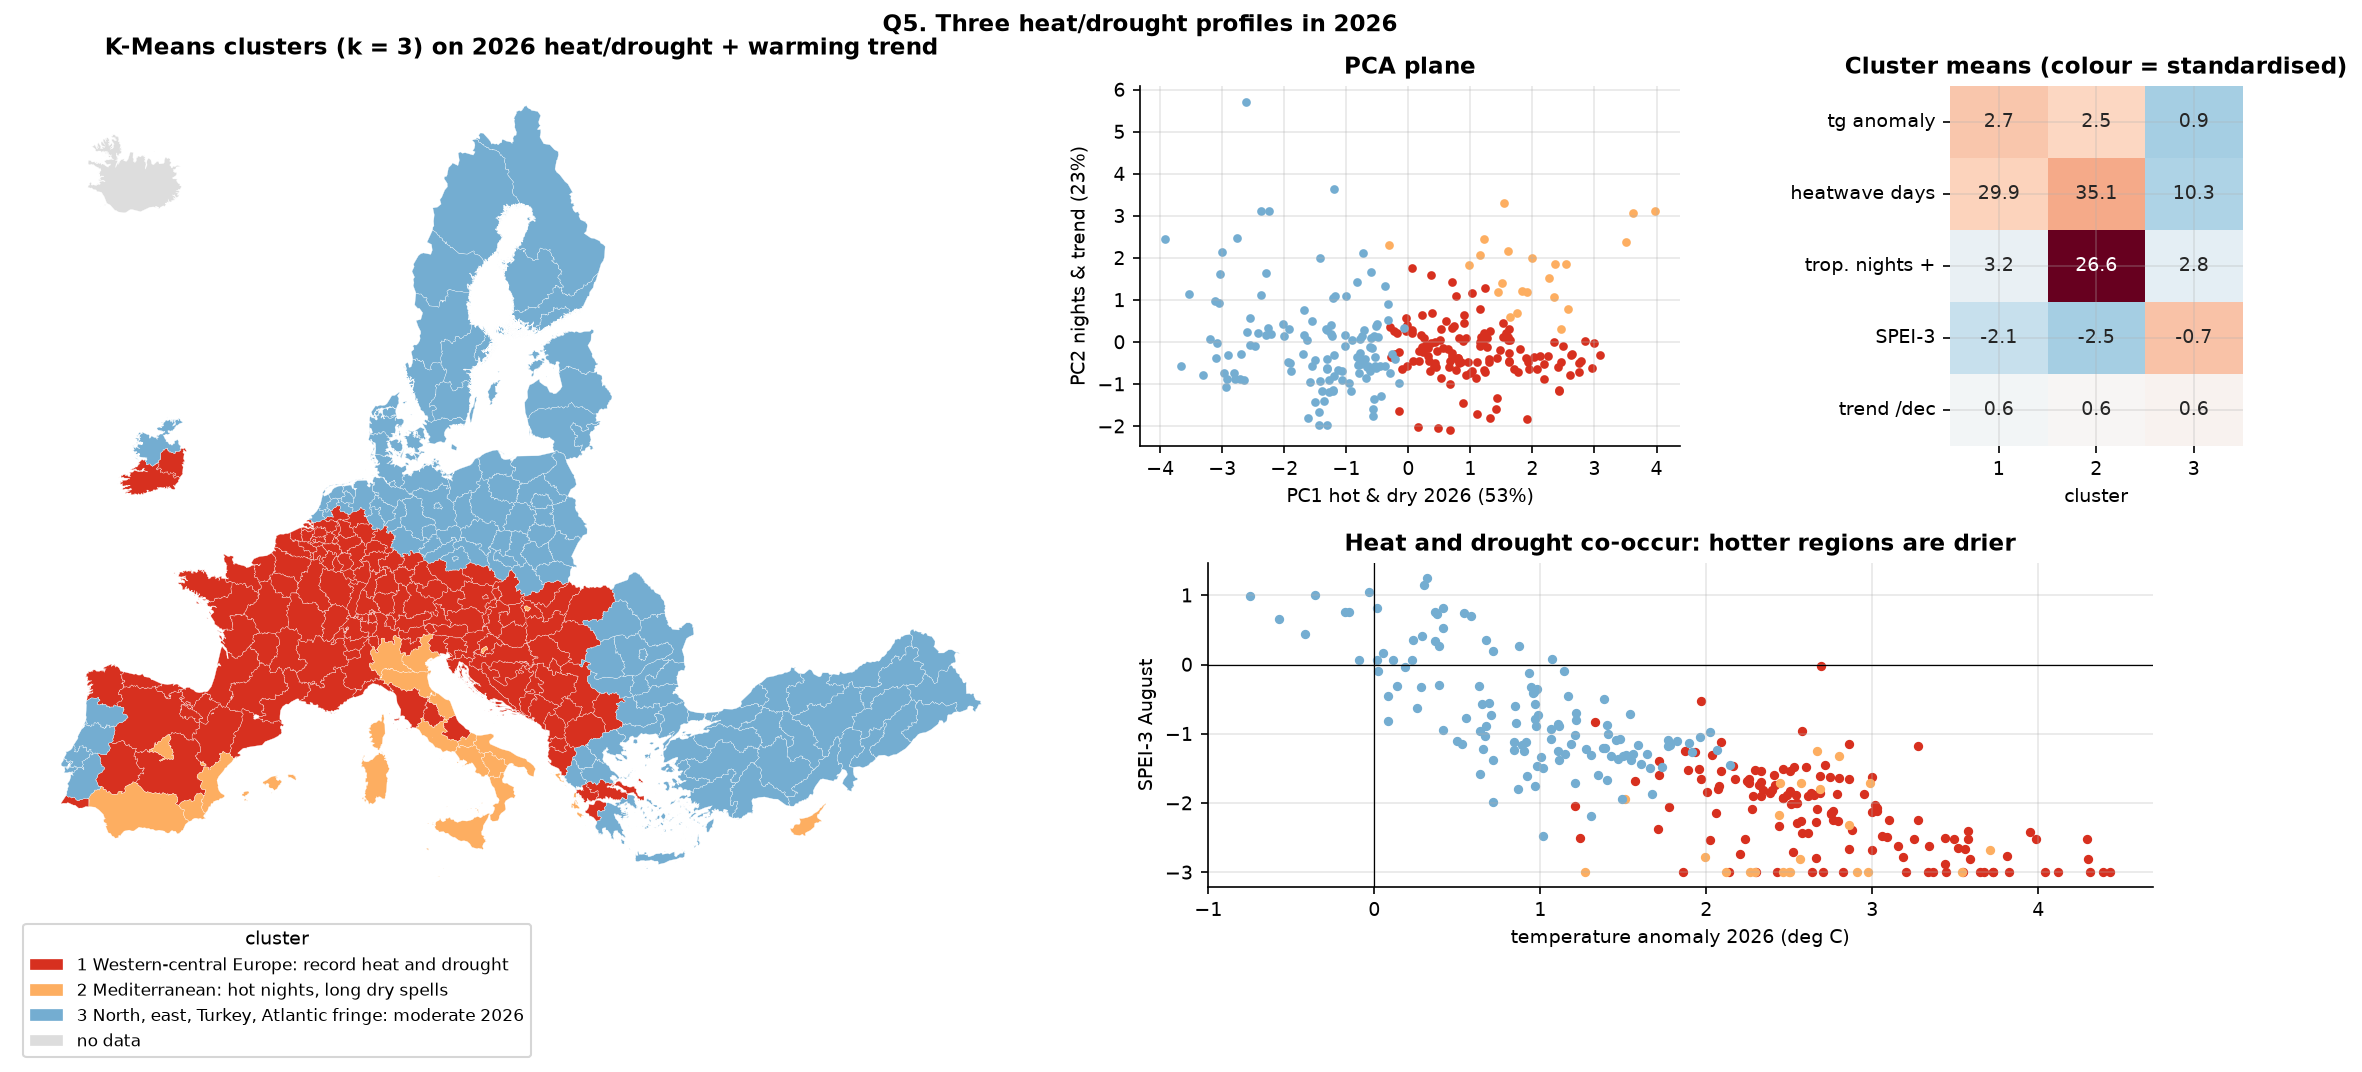 Q5. Three heat/drought profiles in 2026
K-Means clusters (k = 3) on 2026 heat/drought + warming trend
cluster
1 Western-central Europe: record heat and drought
2 Mediterranean: hot nights, long dry spells
3 North, east, Turkey, Atlantic fringe: moderate 2026
no data
PCA plane
PC2 nights & trend (23%)
6
5
4
3
2
1
0
−1
−2
−4 −3 −2 −1 0 1 2 3 4
PC1 hot & dry 2026 (53%)
Cluster means (colour = standardised)
tg anomaly 2.7 2.5 0.9
heatwave days 29.9 35.1 10.3
trop. nights + 3.2 26.6 2.8
SPEI-3 -2.1 -2.5 -0.7
trend /dec 0.6 0.6 0.6
1 2 3
cluster
Heat and drought co-occur: hotter regions are drier
SPEI-3 August
1
0
−1
−2
−3
−1 0 1 2 3 4
temperature anomaly 2026 (deg C)